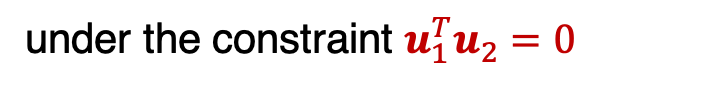 under the constraint u₁ᵀu₂ = 0